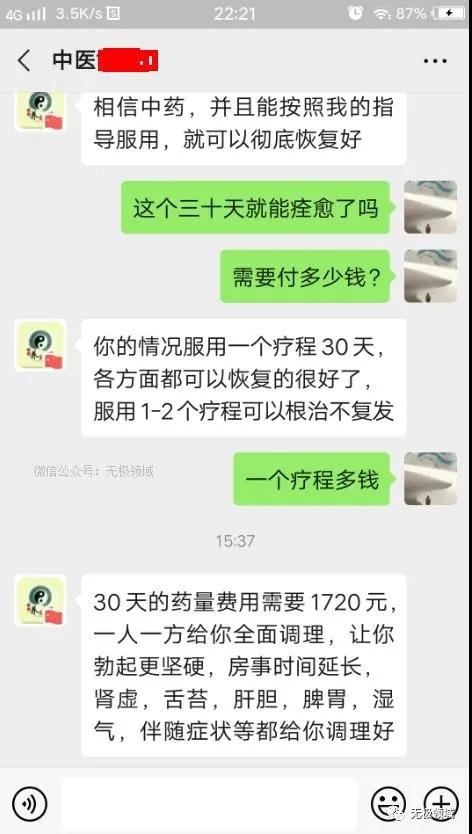 4G 3.5K/s 22:21 87%
中医
相信中药，并且能按照我的指
导服用，就可以彻底恢复好
这个三十天就能痊愈了吗
需要付多少钱?
你的情况服用一个疗程30天，
各方面都可以恢复的很好了，
服用1-2个疗程可以根治不复发
微信公众号：无极领域
一个疗程多钱
15:37
30天的药量费用需要1720元，
一人一方给你全面调理，让你
勃起更坚硬，房事时间延长，
肾虚，舌苔，肝胆，脾胃，湿
气，伴随症状等都给你调理好
无极领域